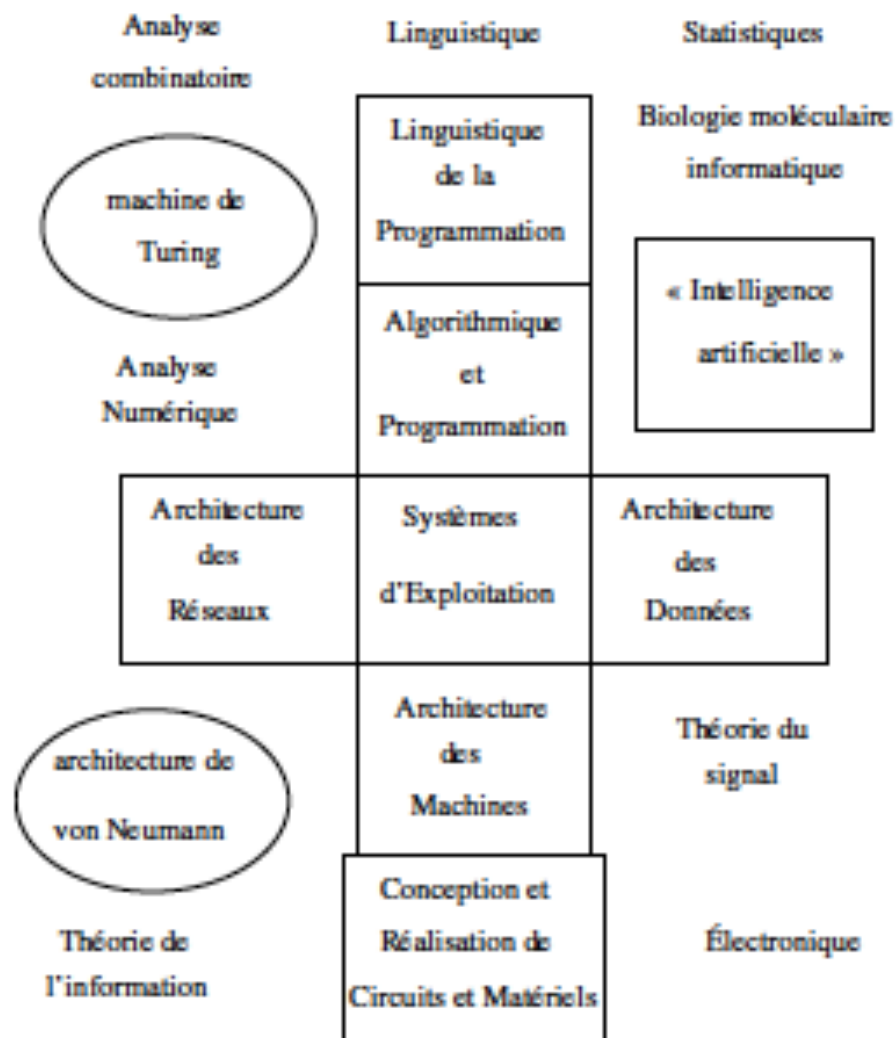 Analyse
combinatoire
Linguistique
Statistiques
Linguistique
de la
Programmation
Biologie moléculaire
informatique
machine de
Turing
« Intelligence
artificielle »
Algorithmique
et
Programmation
Analyse
Numérique
Architecture
des
Réseaux
Systèmes
d'Exploitation
Architecture
des
Données
architecture de
von Neumann
Architecture
des
Machines
Théorie du
signal
Théorie de
l'information
Conception et
Réalisation de
Circuits et Matériels
Électronique